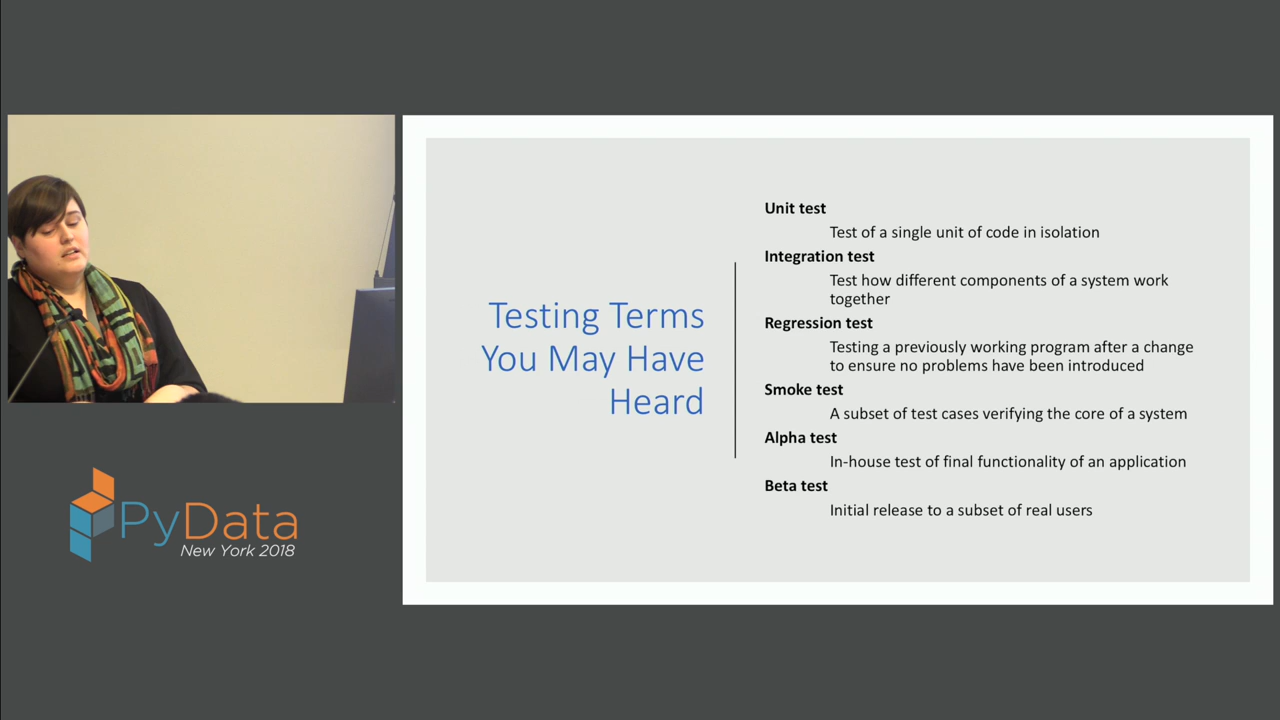 Testing Terms
You May Have
Heard
Unit test
Test of a single unit of code in isolation
Integration test
Test how different components of a system work
together
Regression test
Testing a previously working program after a change
to ensure no problems have been introduced
Smoke test
A subset of test cases verifying the core of a system
Alpha test
In-house test of final functionality of an application
Beta test
Initial release to a subset of real users
PyData
New York 2018